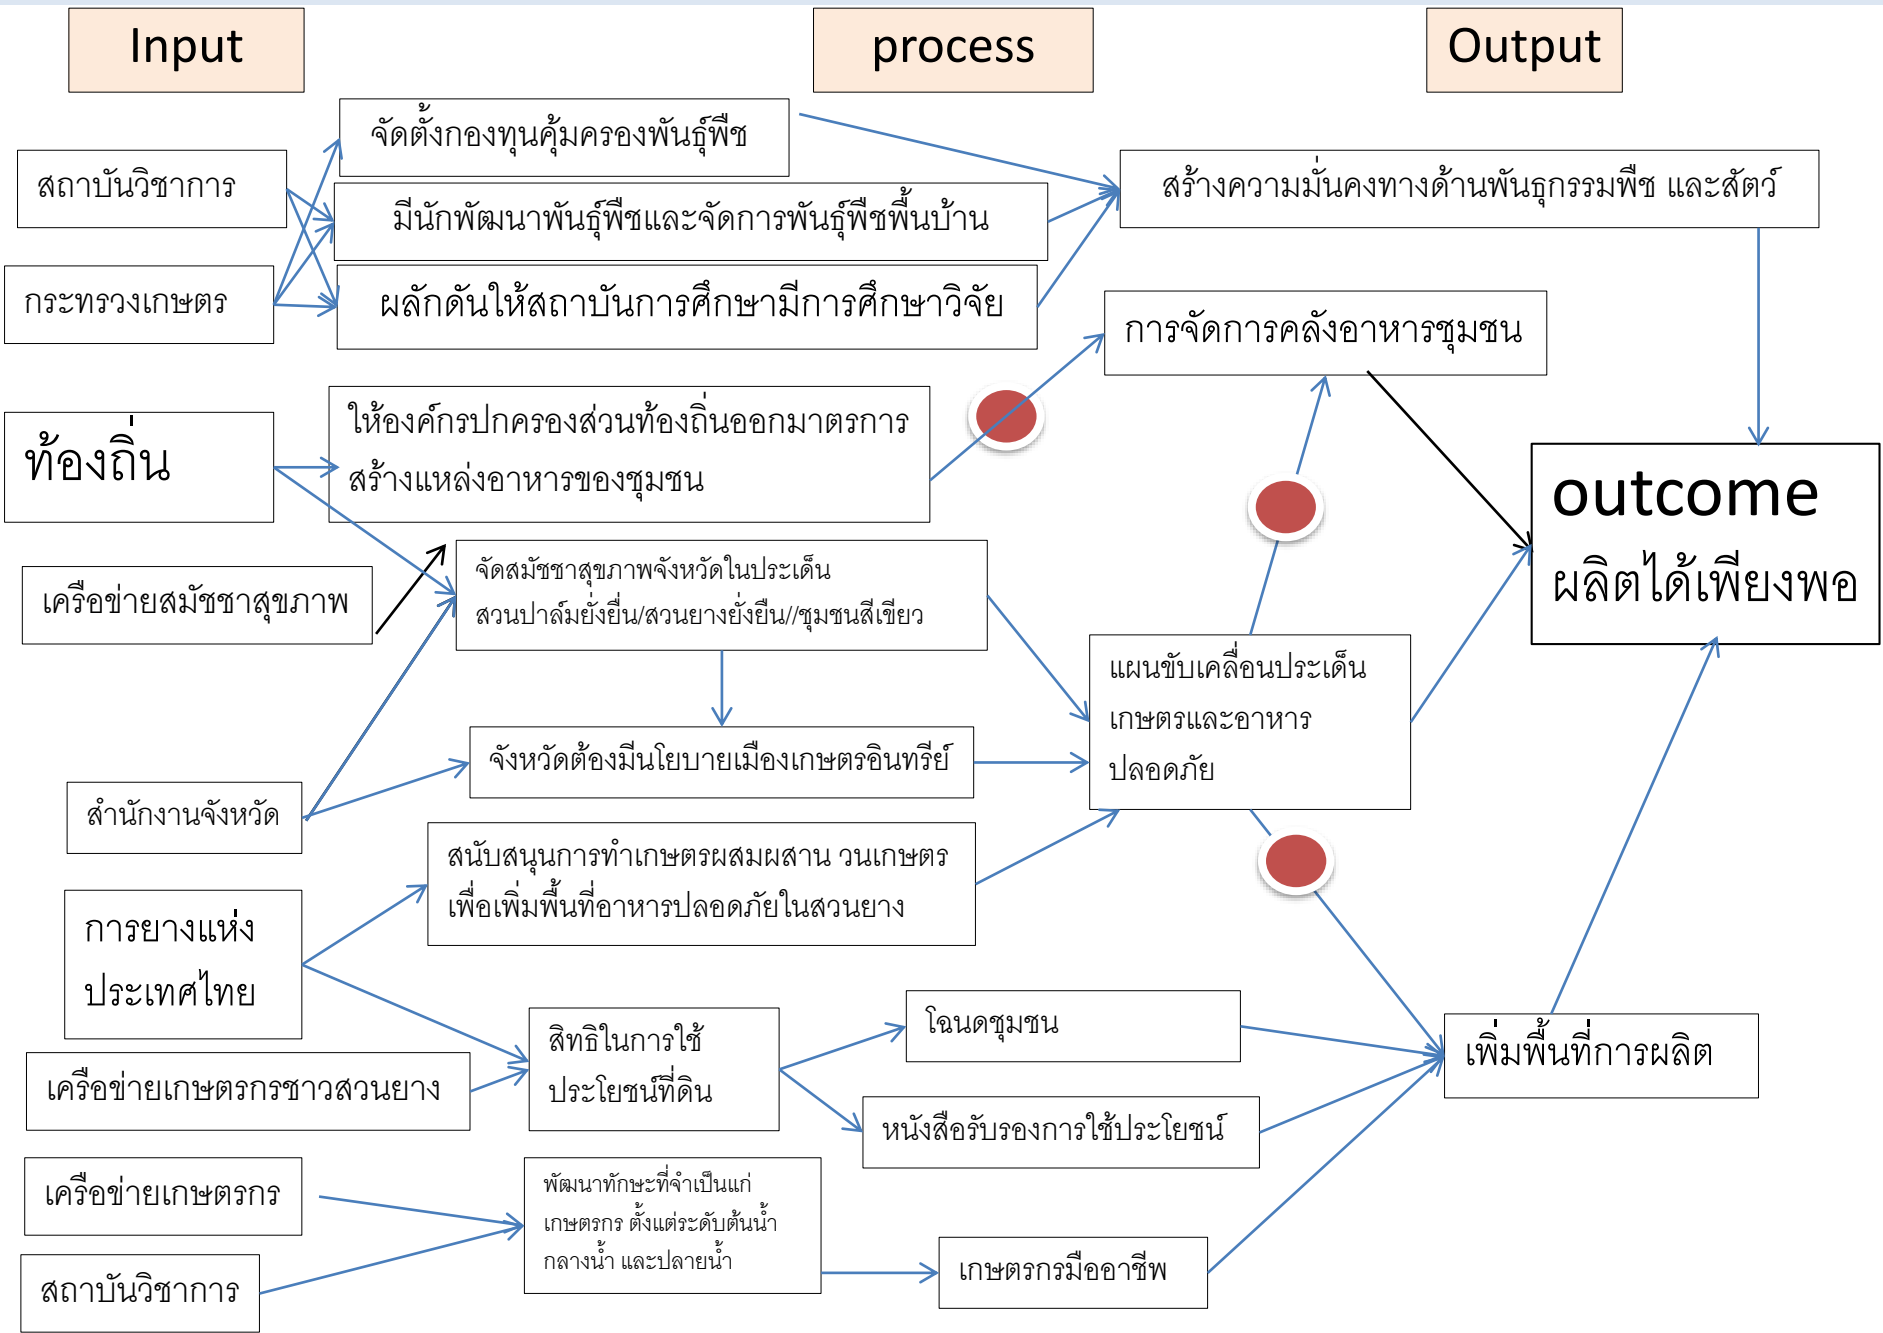 Input
process
Output
จัดตั้งกองทุนคุ้มครองพันธุ์พืช
สถาบันวิชาการ
สร้างความมั่นคงทางด้านพันธุกรรมพืช และสัตว์
มีนักพัฒนาพันธุ์พืชและจัดการพันธุ์พืชพื้นบ้าน
กระทรวงเกษตร
ผลักดันให้สถาบันการศึกษามีการศึกษาวิจัย
การจัดการคลังอาหารชุมชน
ท้องถิ่น
ให้องค์กรปกครองส่วนท้องถิ่นออกมาตรการ
สร้างแหล่งอาหารของชุมชน
outcome
ผลิตได้เพียงพอ
เครือข่ายสมัชชาสุขภาพ
จัดสมัชชาสุขภาพจังหวัดในประเด็น
สวนปาล์มยั่งยื่น/สวนยางยั่งยืน//ชุมชนสีเขียว
แผนขับเคลื่อนประเด็น
เกษตรและอาหาร
ปลอดภัย
จังหวัดต้องมีนโยบายเมืองเกษตรอินทรีย์
สำนักงานจังหวัด
สนับสนุนการทำเกษตรผสมผสาน วนเกษตร
เพื่อเพิ่มพื้นที่อาหารปลอดภัยในสวนยาง
การยางแห่ง
ประเทศไทย
สิทธิในการใช้
ประโยชน์ที่ดิน
โฉนดชุมชน
เพิ่มพื้นที่การผลิต
เครือข่ายเกษตรกรชาวสวนยาง
หนังสือรับรองการใช้ประโยชน์
เครือข่ายเกษตรกร
พัฒนาทักษะที่จำเป็นแก่
เกษตรกร ตั้งแต่ระดับต้นน้ำ
กลางน้ำ และปลายน้ำ
เกษตรกรมืออาชีพ
สถาบันวิชาการ